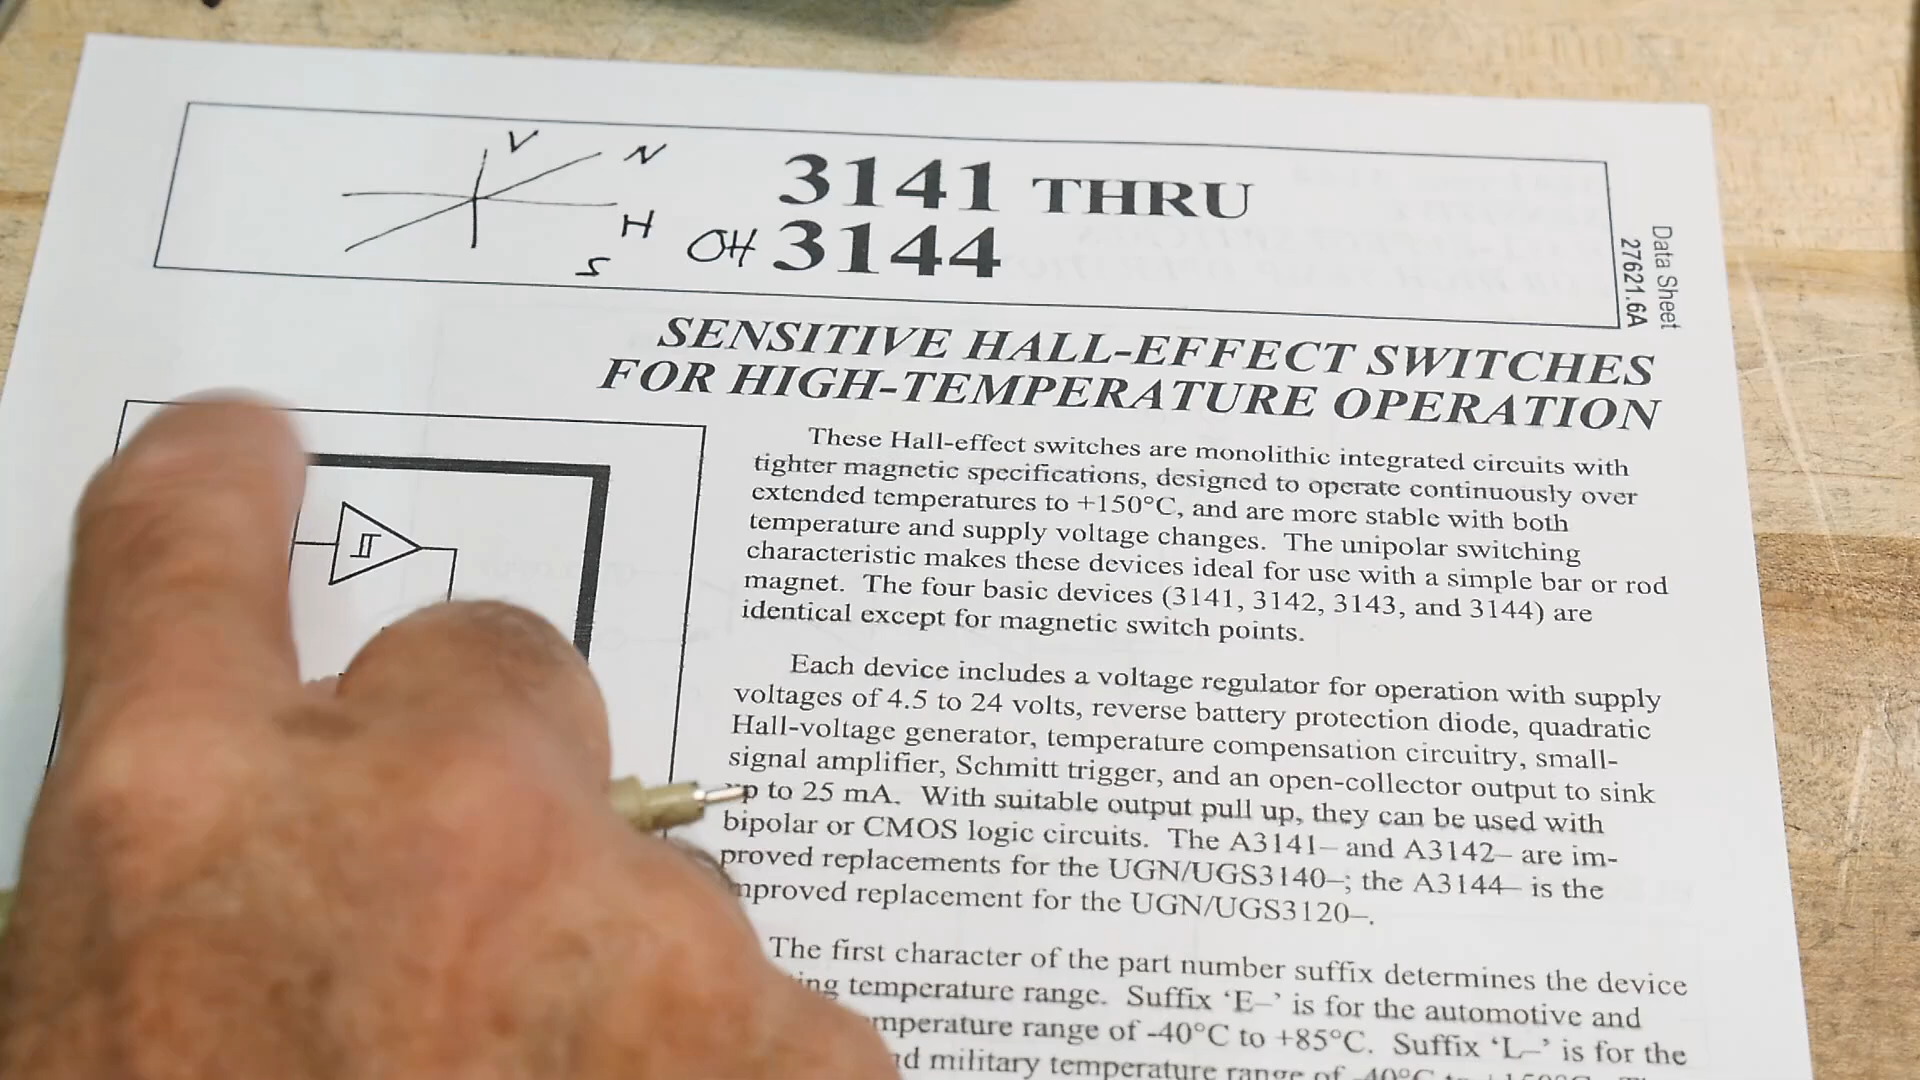 V N
H
S
OH
3141 THRU
3144
Data Sheet
27621.6A
SENSITIVE HALL-EFFECT SWITCHES
FOR HIGH-TEMPERATURE OPERATION
These Hall-effect switches are monolithic integrated circuits with
tighter magnetic specifications, designed to operate continuously over
extended temperatures to +150°C, and are more stable with both
temperature and supply voltage changes. The unipolar switching
characteristic makes these devices ideal for use with a simple bar or rod
magnet. The four basic devices (3141, 3142, 3143, and 3144) are
identical except for magnetic switch points.
Each device includes a voltage regulator for operation with supply
voltages of 4.5 to 24 volts, reverse battery protection diode, quadratic
Hall-voltage generator, temperature compensation circuitry, small-
signal amplifier, Schmitt trigger, and an open-collector output to sink
up to 25 mA. With suitable output pull up, they can be used with
bipolar or CMOS logic circuits. The A3141– and A3142– are im-
proved replacements for the UGN/UGS3140–; the A3144– is the
improved replacement for the UGN/UGS3120–.
The first character of the part number suffix determines the device
temperature range. Suffix ‘E–’ is for the automotive and
temperature range of -40°C to +85°C. Suffix ‘L–’ is for the
military temperature range of -40°C to +150°C.